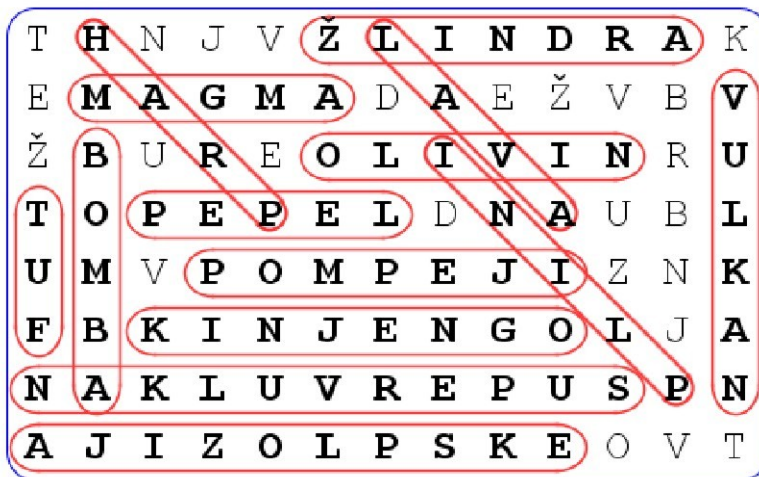 T H N J V Ž L I N D R A K
E M A G M A D A E Ž V B V
Ž B U R E O L I V I N R U
T O P E P E L D N A U B L
U M V P O M P E J I Z N K
F B K I N J E N G O L J A
N A K L U V R E P U S P N
A J I Z O L P S K E O V T